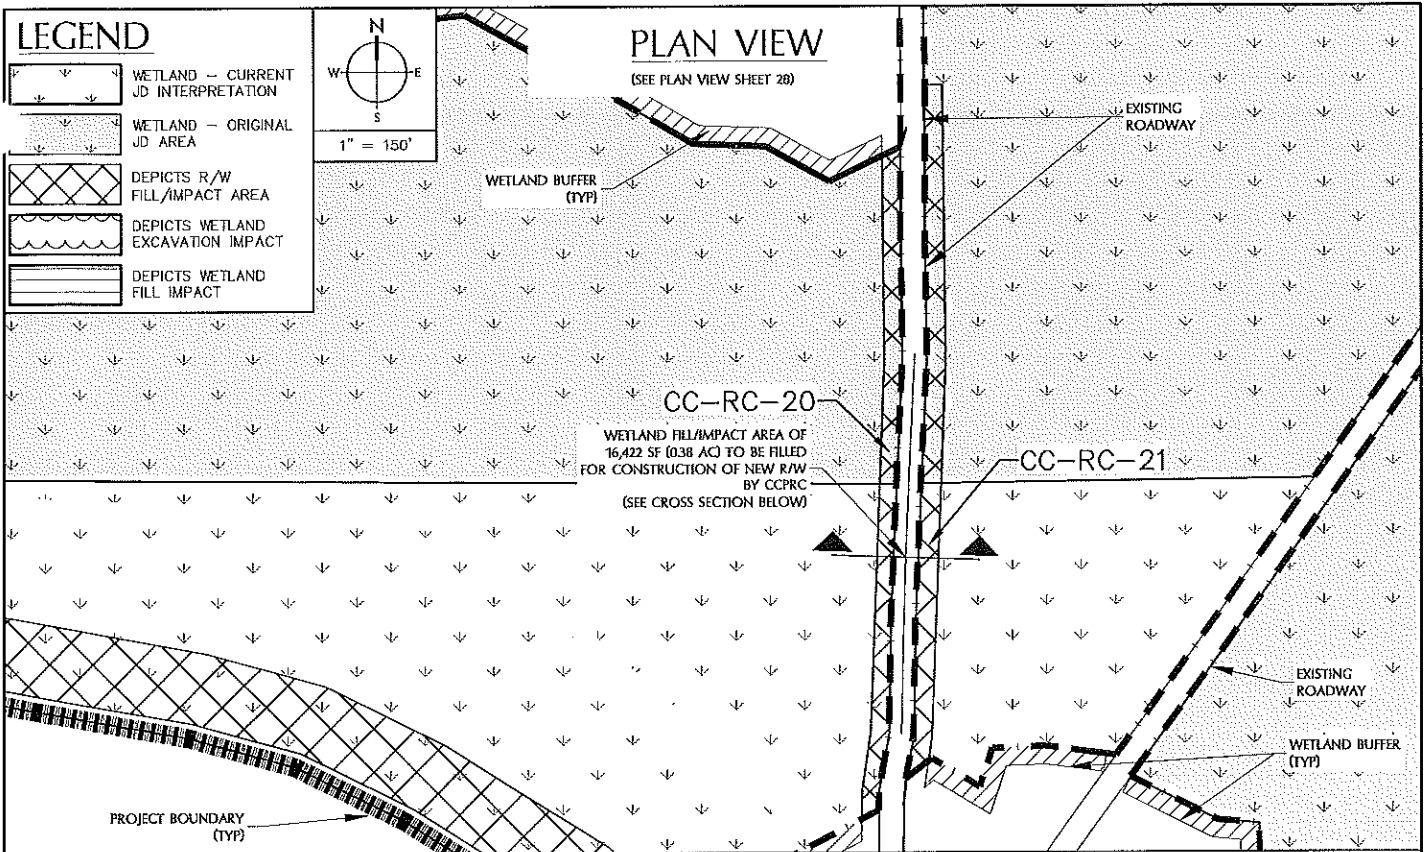 LEGEND
WETLAND - CURRENT
JD INTERPRETATION
WETLAND - ORIGINAL
JD AREA
DEPICTS R/W
FILL/IMPACT AREA
DEPICTS WETLAND
EXCAVATION IMPACT
DEPICTS WETLAND
FILL IMPACT
N
W
E
S
1" = 150'
PLAN VIEW
(SEE PLAN VIEW SHEET 28)
EXISTING
ROADWAY
WETLAND BUFFER
(TYP)
CC-RC-20
WETLAND FILL/IMPACT AREA OF
16,422 SF (0.38 AC) TO BE FILLED
FOR CONSTRUCTION OF NEW R/W
BY CCPRC
(SEE CROSS SECTION BELOW)
CC-RC-21
EXISTING
ROADWAY
WETLAND BUFFER
(TYP)
PROJECT BOUNDARY
(TYP)